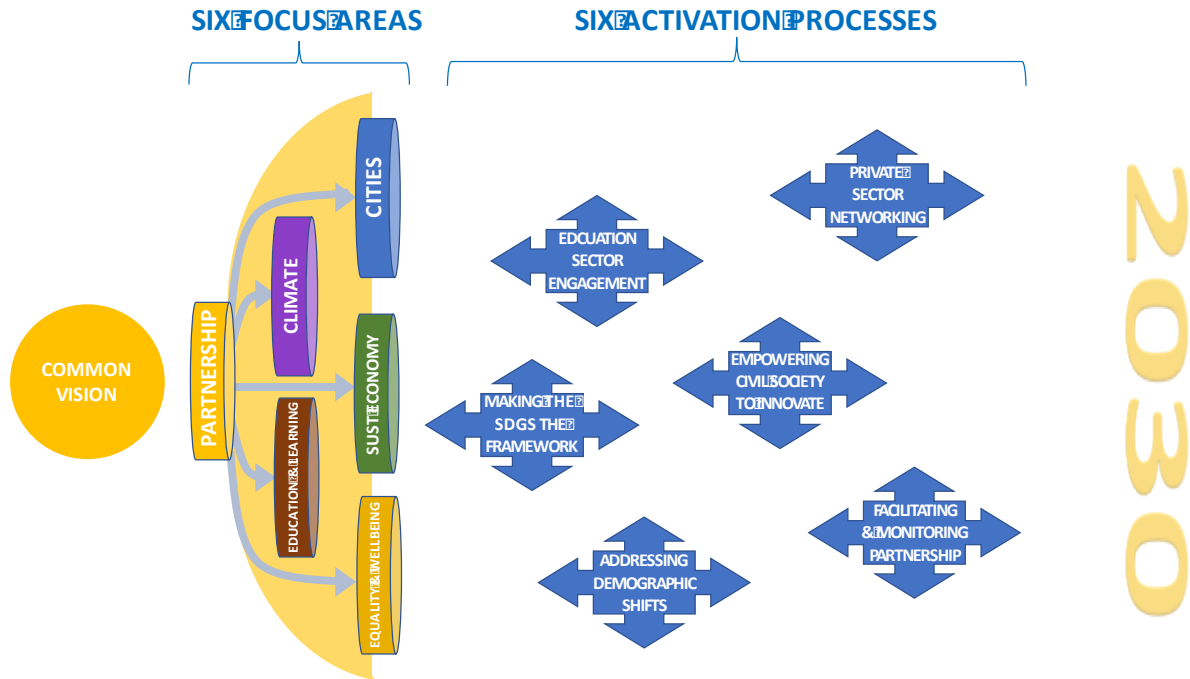 SIX FOCUS AREAS
SIX ACTIVATION PROCESSES
COMMON
VISION
PARTNERSHIP
CITIES
CLIMATE
SUST. ECONOMY
EDUCATION & LEARNING
EQUALITY & WELLBEING
PRIVATE
SECTOR
NETWORKING
EDCUATION
SECTOR
ENGAGEMENT
EMPOWERING
CIVIL SOCIETY
TO INNOVATE
MAKING THE
SDGS THE
FRAMEWORK
FACILITATING
& MONITORING
PARTNERSHIP
ADDRESSING
DEMOGRAPHIC
SHIFTS
2030